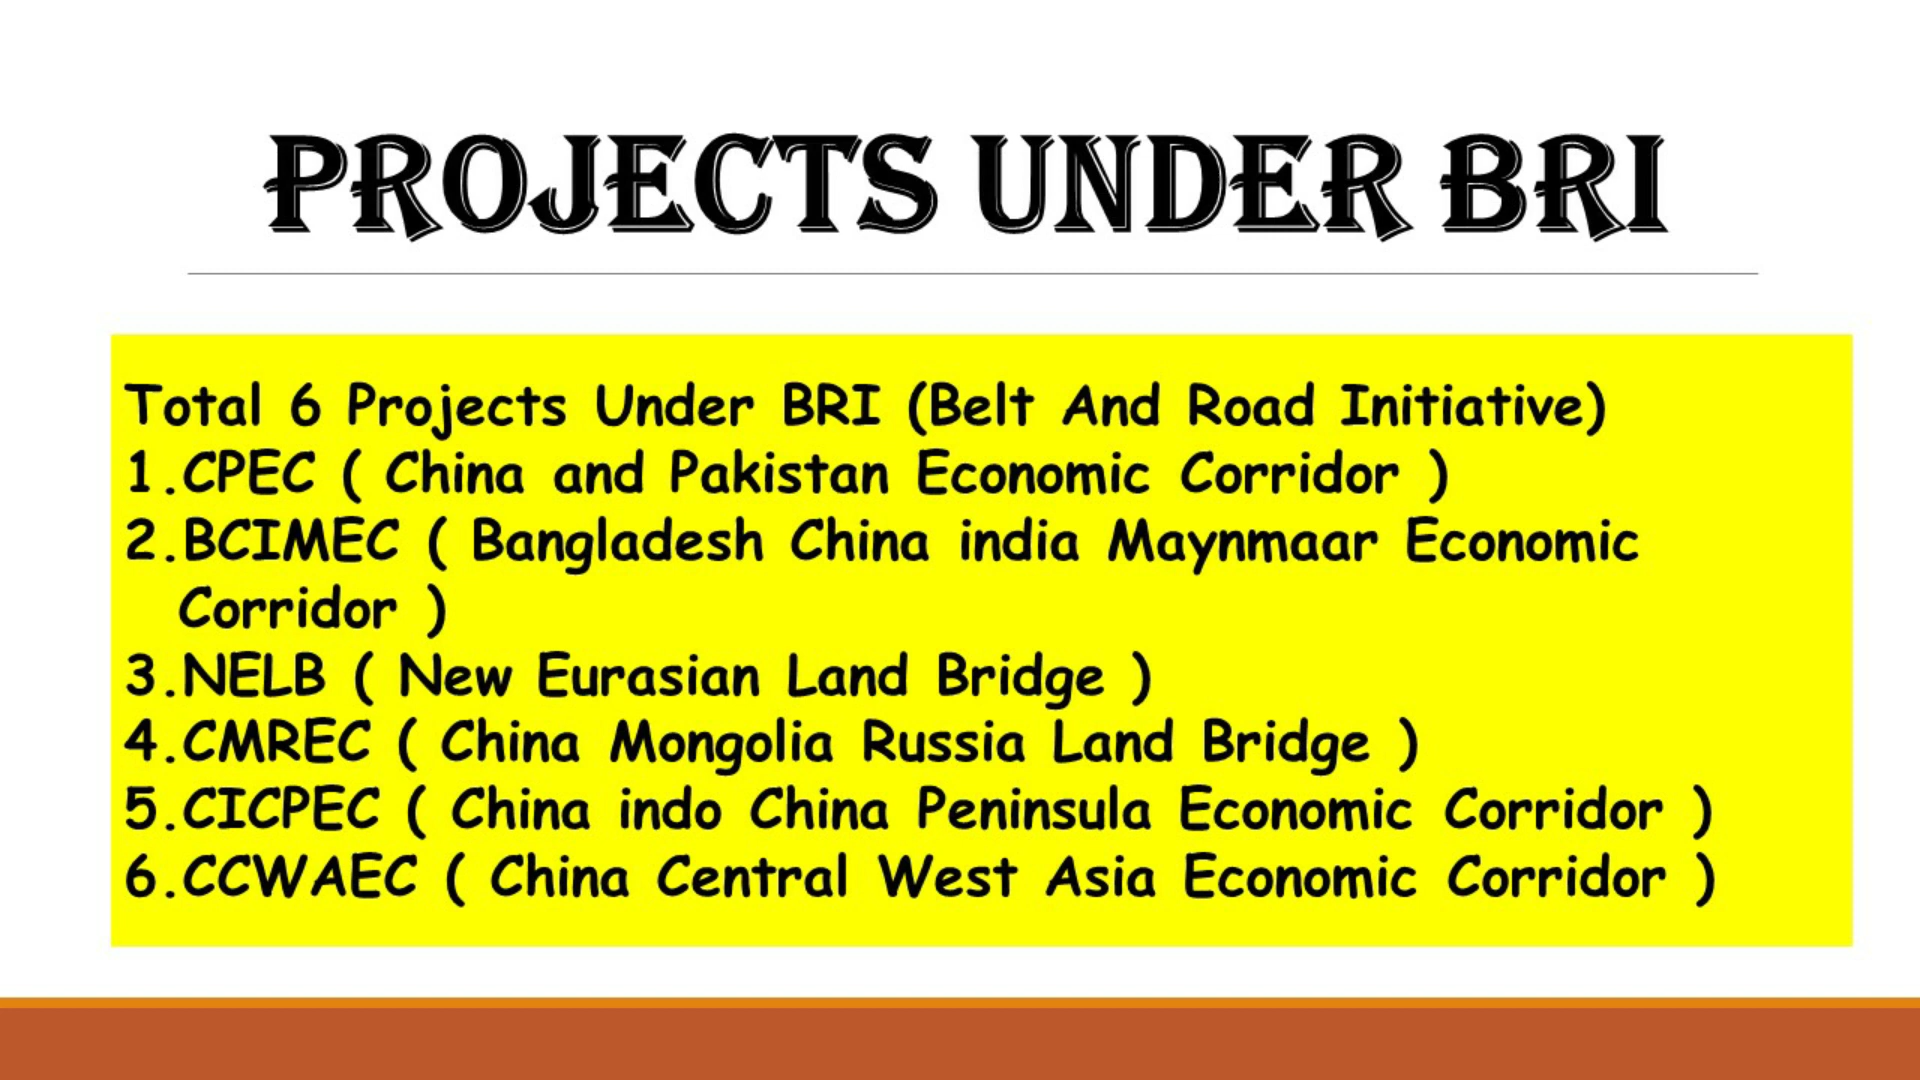 PROJECTS UNDER BRI
Total 6 Projects Under BRI (Belt And Road Initiative)
1.CPEC ( China and Pakistan Economic Corridor )
2.BCIMEC ( Bangladesh China india Maynmaar Economic
Corridor )
3.NELB ( New Eurasian Land Bridge )
4.CMREC ( China Mongolia Russia Land Bridge )
5.CICPEC ( China indo China Peninsula Economic Corridor )
6.CCWAEC ( China Central West Asia Economic Corridor )